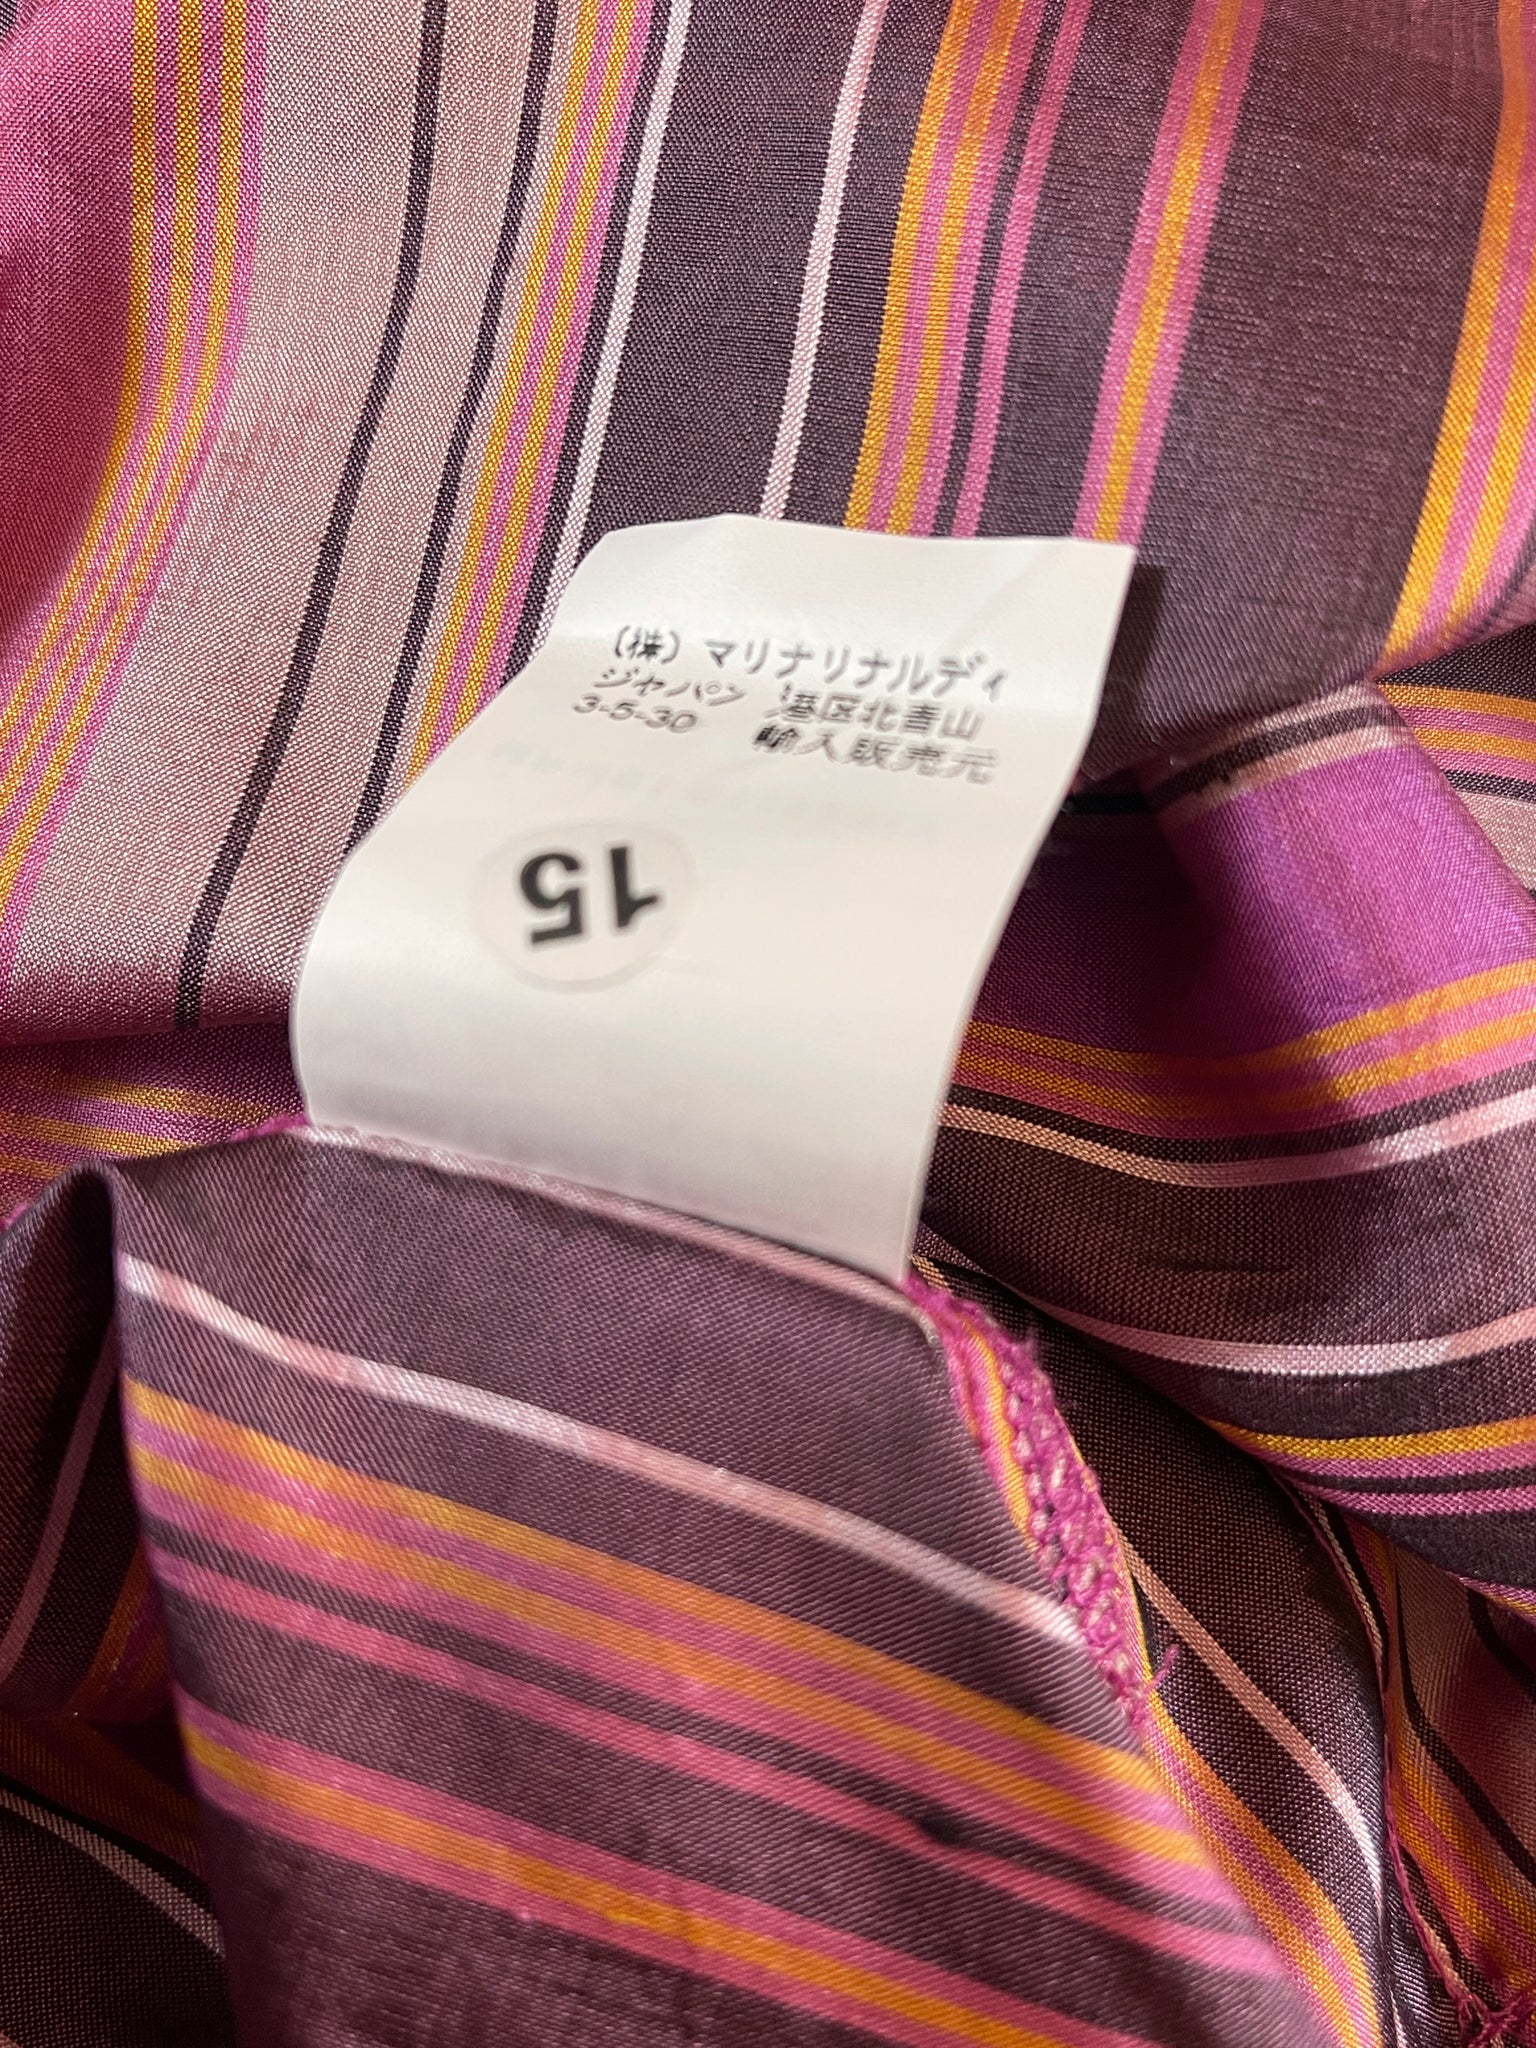 (株) マリナリナルディ
ジャパン 港区北青山
3-5-30 輸入販売元
15